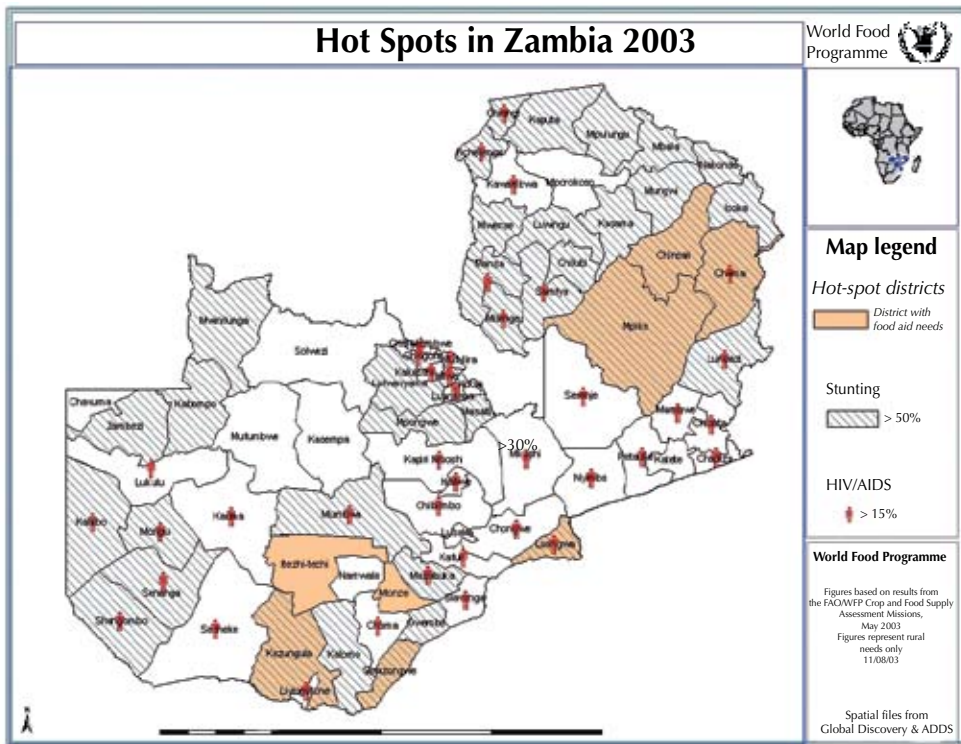 Hot Spots in Zambia 2003
World Food
Programme
Kaputa
Mpulungu
Mbala
Nakonde
Kawambwa
Mporokoso
Mungwi
Isoka
Mwense
Luwingu
Kasama
Mansa
Chilubi
Chinsali
Chama
Samfya
Milenge
Mpika
Mwinilunga
Solwezi
Lundazi
Chavuma
Kabompo
Zambezi
Mufumbwe
Kasempa
Mpongwe
Masaiti
Serenje
Mambwe
>30%
Kapiri Mposhi
Mkushi
Petauke
Katete
Nyimba
Lukulu
Kalabo
Mongu
Kaoma
Mumbwa
Chibombo
Chongwe
Luangwa
Itezhi-tezhi
Namwala
Monze
Mazabuka
Kafue
Siavonga
Senanga
Shangombo
Sesheke
Choma
Gwembe
Kazungula
Kalomo
Sinazongwe
Livingstone
N
Map legend
Hot-spot districts
District with
food aid needs
Stunting
> 50%
HIV/AIDS
> 15%
World Food Programme
Figures based on results from
the FAO/WFP Crop and Food Supply
Assessment Missions,
May 2003
Figures represent rural
needs only
11/08/03
Spatial files from
Global Discovery & ADDS